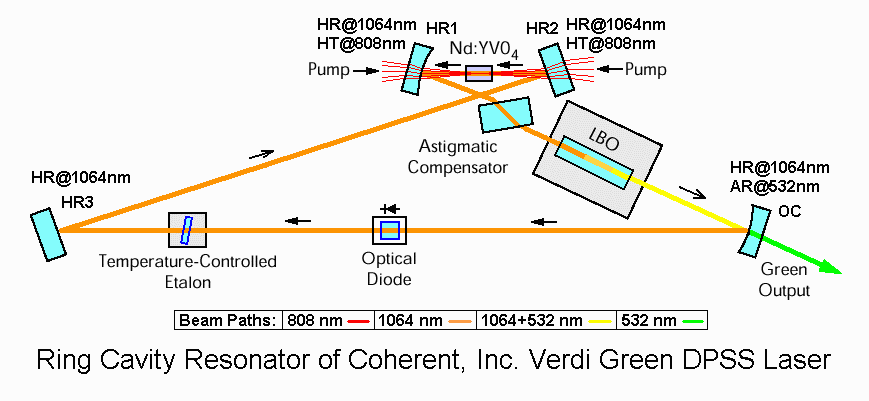 HR@1064nm
HT@808nm
HR1
HR2
HR@1064nm
HT@808nm
Nd:YV04
Pump
Pump
Astigmatic
Compensator
LBO
HR@1064nm
HR3
HR@1064nm
AR@532nm
OC
Temperature-Controlled
Etalon
Optical
Diode
Green
Output
Beam Paths: 808 nm 1064 nm 1064+532 nm 532 nm
Ring Cavity Resonator of Coherent, Inc. Verdi Green DPSS Laser